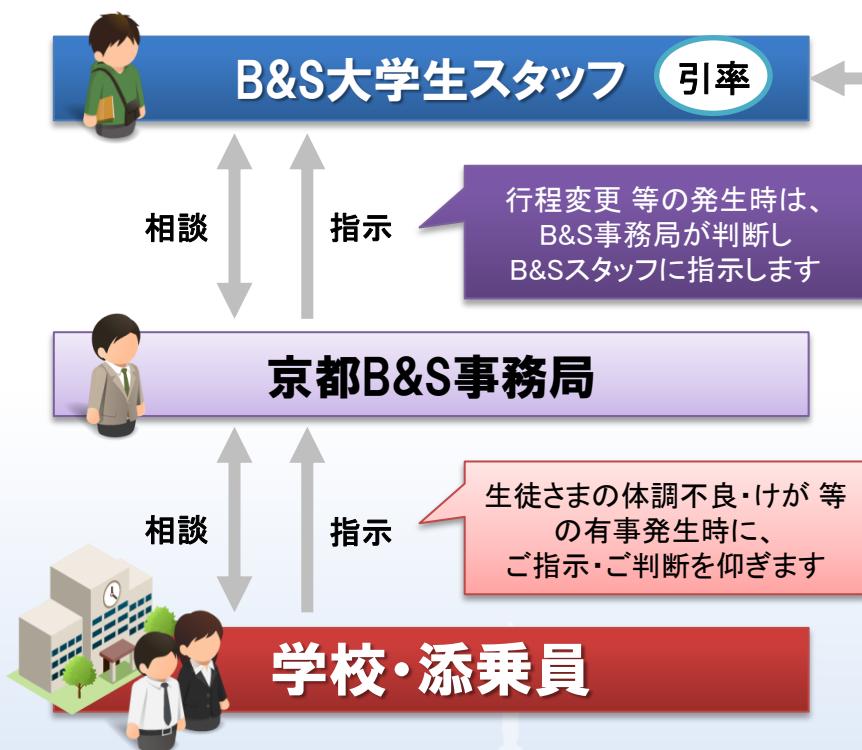 B&S大学生スタッフ 引率
相談 指示
行程変更 等の発生時は、
B&S事務局が判断し
B&Sスタッフに指示します
京都B&S事務局
相談 指示
生徒さまの体調不良・けが 等
の有事発生時に、
ご指示・ご判断を仰ぎます
学校・添乗員